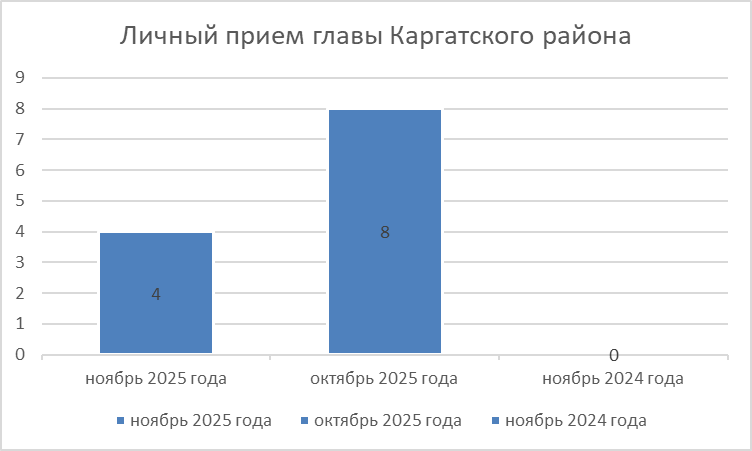 Личный прием главы Каргатского района
9
8
7
6
5
4
3
2
1
0
4
8
0
ноябрь 2025 года
октябрь 2025 года
ноябрь 2024 года
ноябрь 2025 года
октябрь 2025 года
ноябрь 2024 года